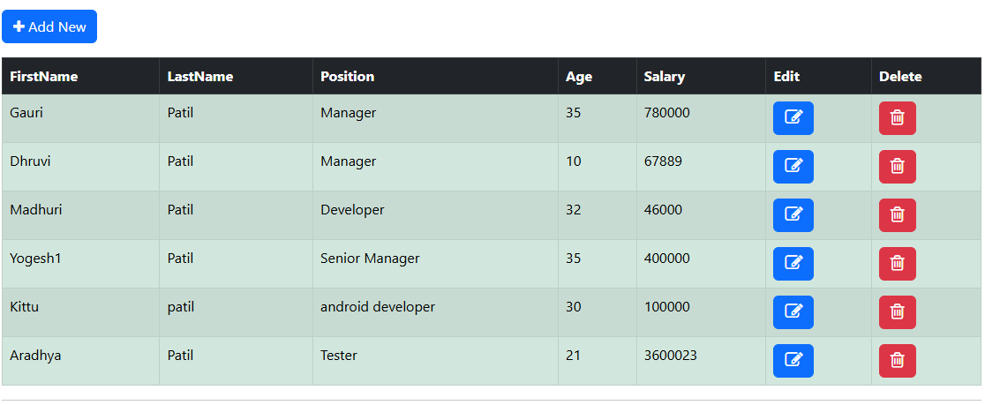 Add New
FirstName LastName Position Age Salary Edit Delete
Gauri Patil Manager 35 780000
Dhruvi Patil Manager 10 67889
Madhuri Patil Developer 32 46000
Yogesh1 Patil Senior Manager 35 400000
Kittu patil android developer 30 100000
Aradhya Patil Tester 21 3600023